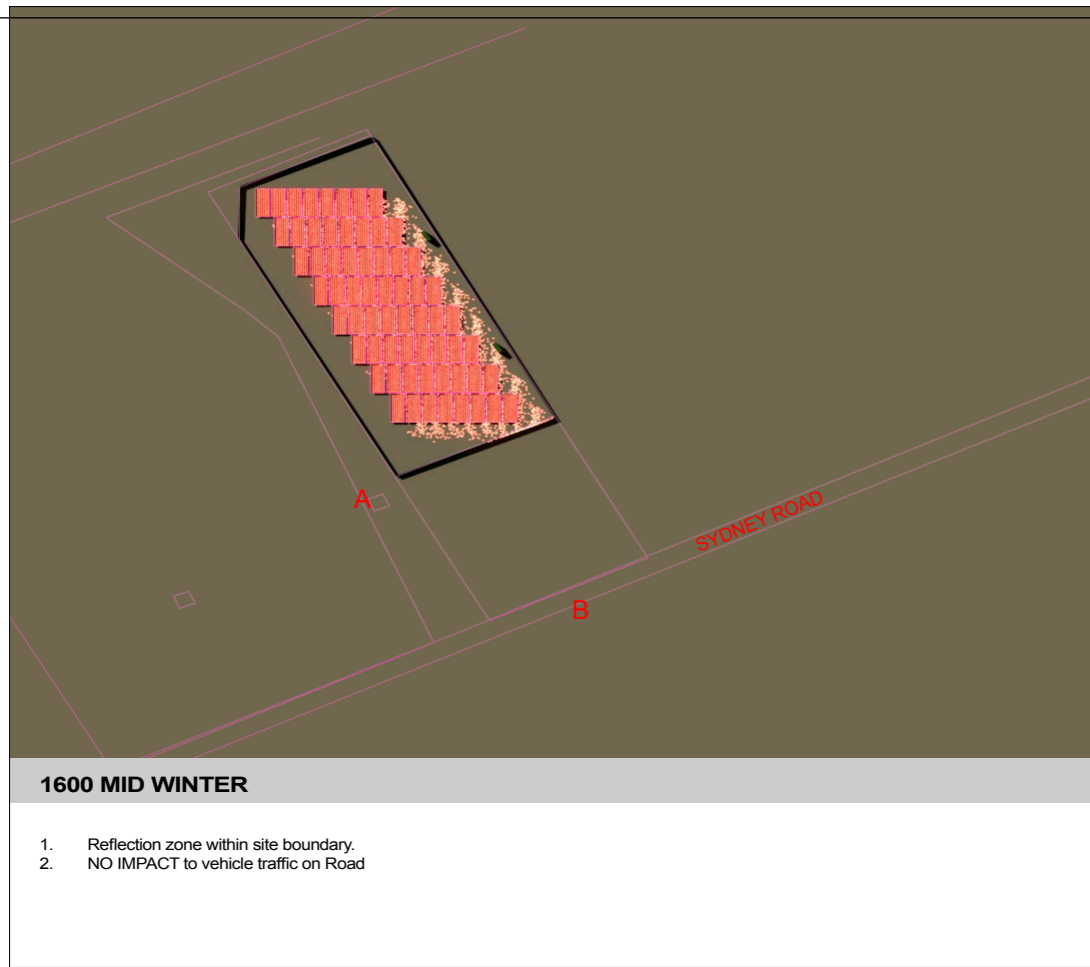 A
SYDNEY ROAD
B
1600 MID WINTER
1. Reflection zone within site boundary.
2. NO IMPACT to vehicle traffic on Road